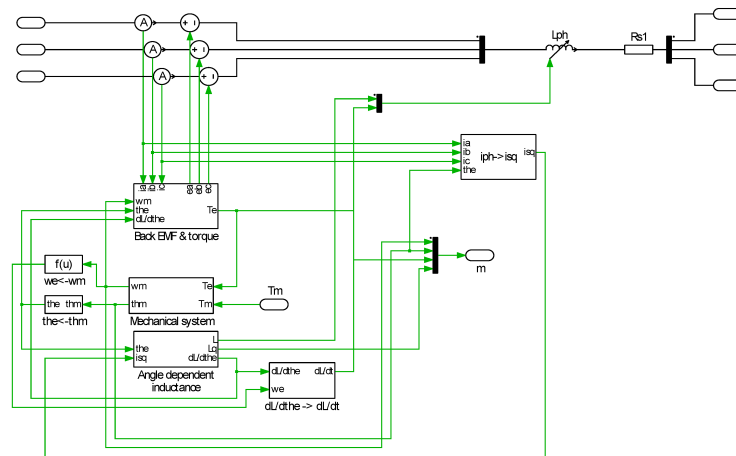 A
A
A
Lph
Rs1
ia
ib
ic
the
iph->isq
isq
ia
ib
ic
ea
eb
ec
wm
the
dL/dthe
Te
Back EMF & torque
f(u)
we<-wm
the thm
the<-thm
wm
thm
Te
Tm
Mechanical system
Tm
m
the
isq
L
Lq
dL/dthe
Angle dependent
inductance
dL/dthe
we
dL/dt
dL/dthe -> dL/dt